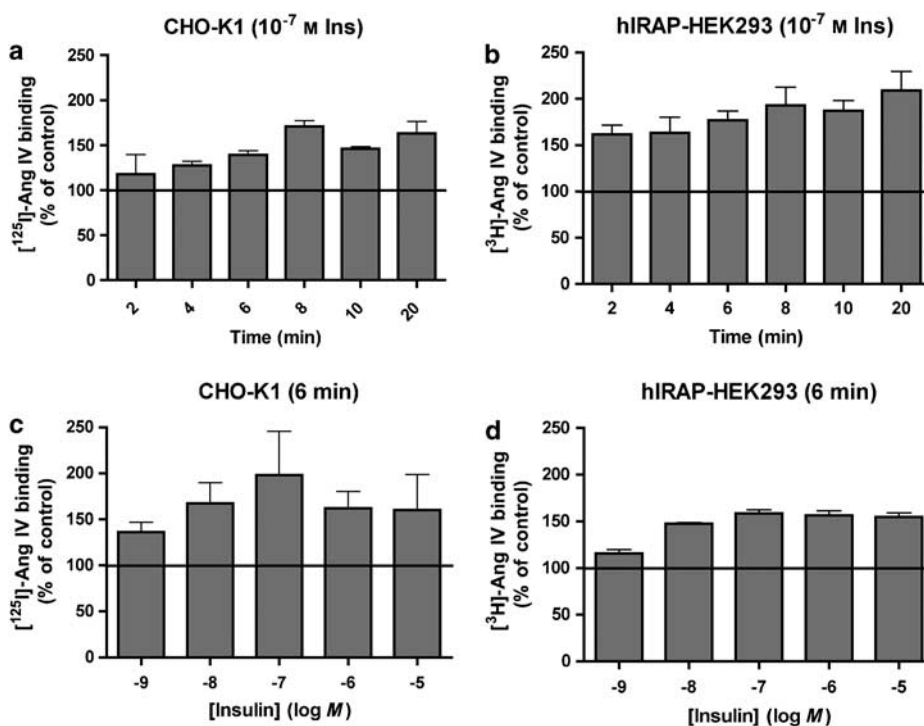 a
CHO-K1 (10⁻⁷ M Ins)
[¹²⁵I]-Ang IV binding
(% of control)
250
200
150
100
50
0
2 4 6 8 10 20
Time (min)
b
hIRAP-HEK293 (10⁻⁷ M Ins)
[³H]-Ang IV binding
(% of control)
250
200
150
100
50
0
2 4 6 8 10 20
Time (min)
c
CHO-K1 (6 min)
[¹²⁵I]-Ang IV binding
(% of control)
250
200
150
100
50
0
-9 -8 -7 -6 -5
[Insulin] (log M)
d
hIRAP-HEK293 (6 min)
[³H]-Ang IV binding
(% of control)
250
200
150
100
50
0
-9 -8 -7 -6 -5
[Insulin] (log M)